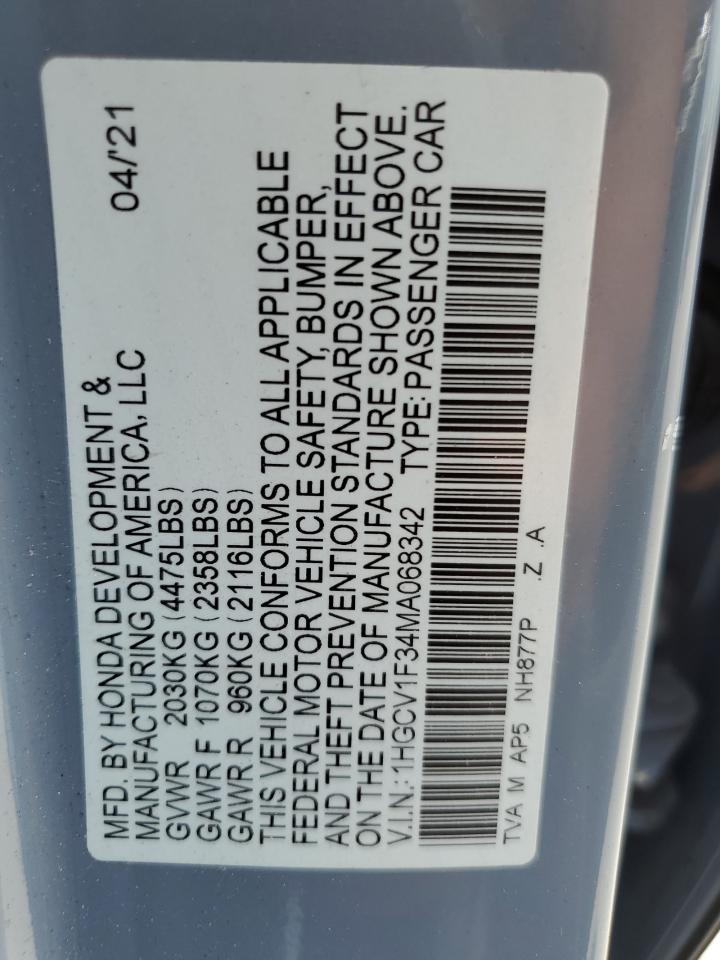 MFD. BY HONDA DEVELOPMENT &
MANUFACTURING OF AMERICA, LLC 04/'21
GVWR 2030KG (4475LBS)
GAWR F 1070KG (2358LBS)
GAWR R 960KG (2116LBS)
THIS VEHICLE CONFORMS TO ALL APPLICABLE
FEDERAL MOTOR VEHICLE SAFETY, BUMPER,
AND THEFT PREVENTION STANDARDS IN EFFECT
ON THE DATE OF MANUFACTURE SHOWN ABOVE.
V.I.N.: 1HGCV1F34MA068342 TYPE: PASSENGER CAR
TVA M AP5 NH877P .Z .A